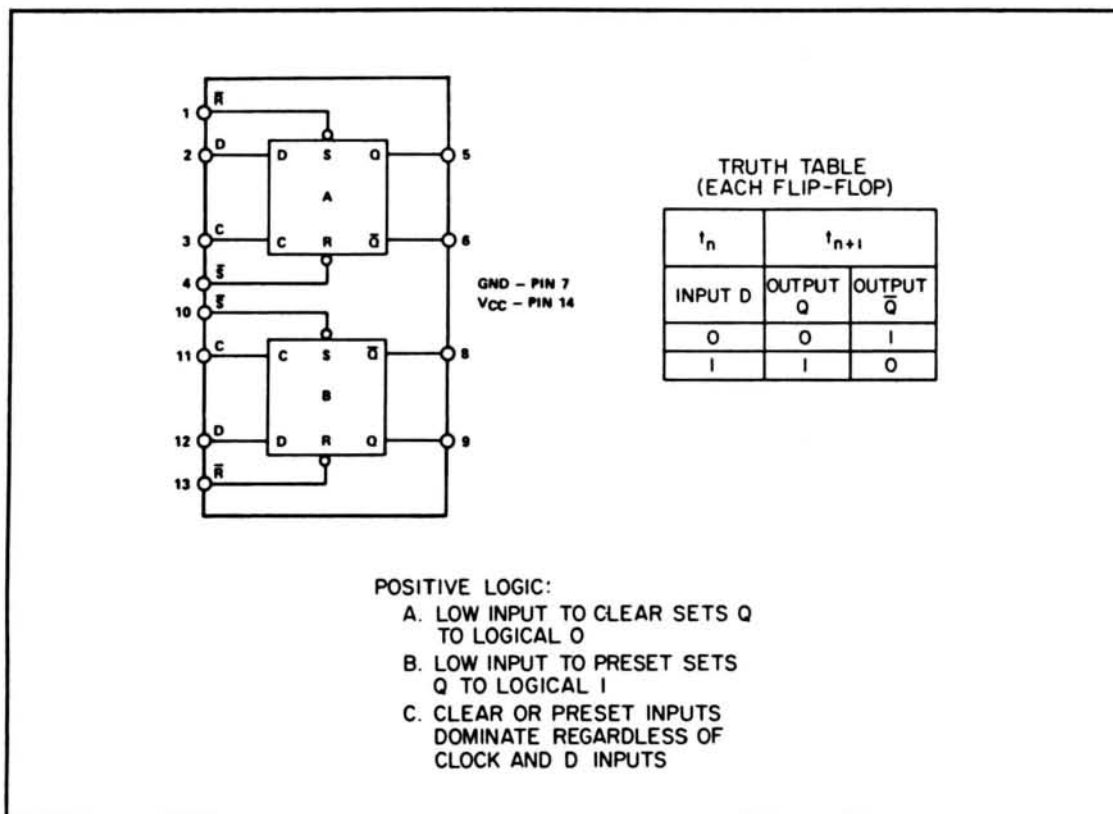 R̅
1
D
2
D S Q
5
A
3
C
C R Q̅
6
4
S̅
GND – PIN 7
VCC – PIN 14
10
S̅
11
C
C S Q̅
8
B
12
D
D R Q
9
13
R̅
TRUTH TABLE
(EACH FLIP-FLOP)
tn tn+1
INPUT D OUTPUT Q OUTPUT Q̅
0 0 1
1 1 0
POSITIVE LOGIC:
A. LOW INPUT TO CLEAR SETS Q
TO LOGICAL 0
B. LOW INPUT TO PRESET SETS
Q TO LOGICAL 1
C. CLEAR OR PRESET INPUTS
DOMINATE REGARDLESS OF
CLOCK AND D INPUTS